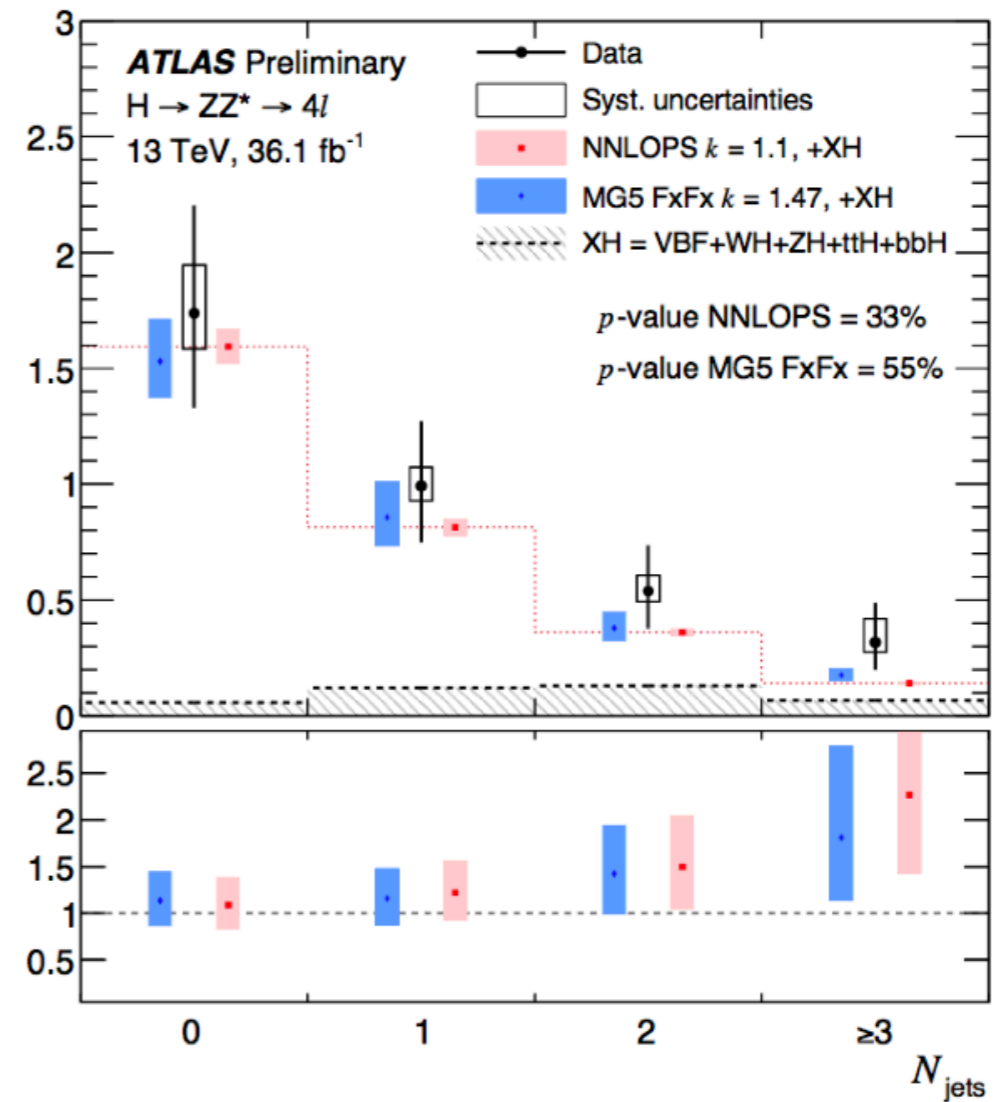 ATLAS Preliminary
H → ZZ* → 4l
13 TeV, 36.1 fb⁻¹
Data
Syst. uncertainties
NNLOPS k = 1.1, +XH
MG5 FxFx k = 1.47, +XH
XH = VBF+WH+ZH+ttH+bbH
p-value NNLOPS = 33%
p-value MG5 FxFx = 55%
3
2.5
2
1.5
1
0.5
0
2.5
2
1.5
1
0.5
0 1 2 ≥3
N jets